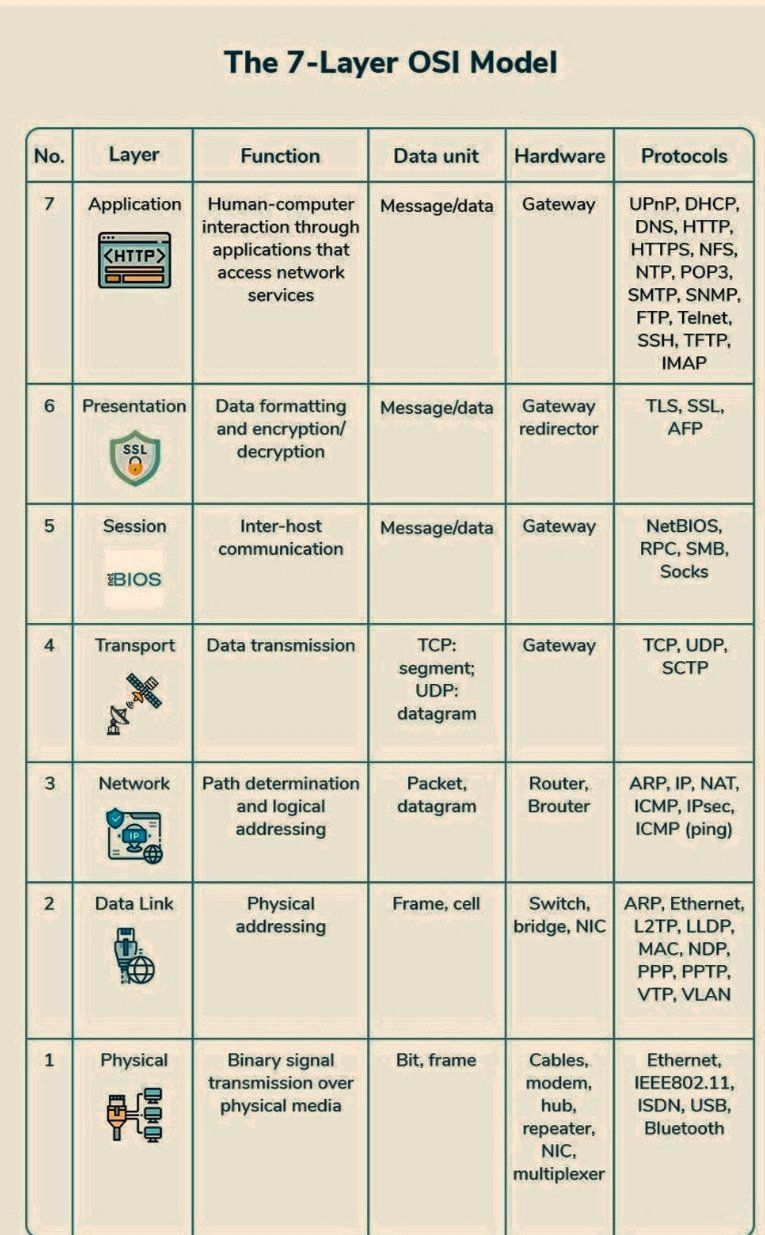 The 7-Layer OSI Model
No. Layer Function Data unit Hardware Protocols
7 Application Human-computer Message/data Gateway UPnP, DHCP,
interaction through DNS, HTTP,
<HTTP> applications that HTTPS, NFS,
access network NTP, POP3,
services SMTP, SNMP,
FTP, Telnet,
SSH, TFTP,
IMAP
6 Presentation Data formatting Message/data Gateway TLS, SSL,
and encryption/ redirector AFP
SSL decryption
5 Session Inter-host Message/data Gateway NetBIOS,
communication RPC, SMB,
netBIOS Socks
4 Transport Data transmission TCP: Gateway TCP, UDP,
segment; SCTP
UDP:
datagram
3 Network Path determination Packet, Router, ARP, IP, NAT,
and logical datagram Brouter ICMP, IPsec,
IP addressing ICMP (ping)
2 Data Link Physical Frame, cell Switch, ARP, Ethernet,
addressing bridge, NIC L2TP, LLDP,
MAC, NDP,
PPP, PPTP,
VTP, VLAN
1 Physical Binary signal Bit, frame Cables, Ethernet,
transmission over modem, IEEE802.11,
physical media hub, ISDN, USB,
repeater, Bluetooth
NIC,
multiplexer